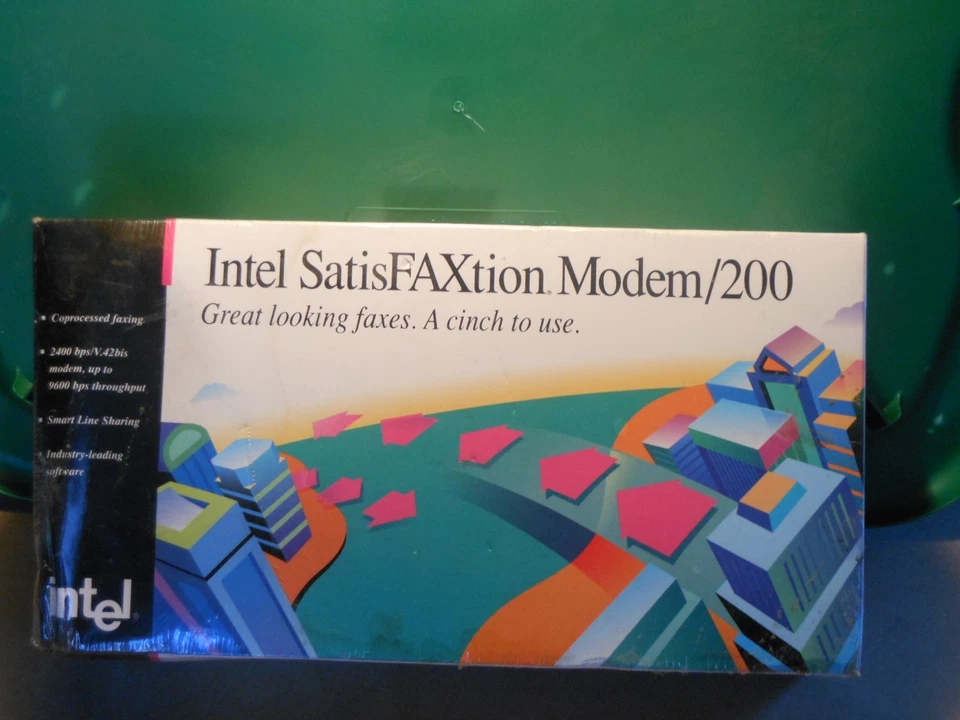 Intel SatisFAXtion® Modem/200
Great looking faxes. A cinch to use.
▪ Coprocessed faxing
▪ 2400 bps/V.42bis
modem, up to
9600 bps throughput
▪ Smart Line Sharing
▪ Industry-leading
software
intel®